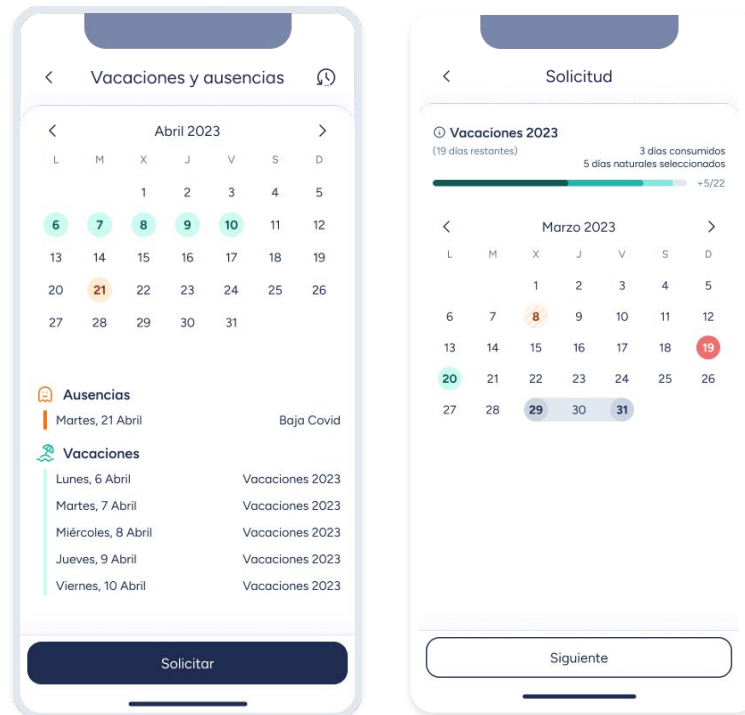 Vacaciones y ausencias
Abril 2023
L M X J V S D
1 2 3 4 5
6 7 8 9 10 11 12
13 14 15 16 17 18 19
20 21 22 23 24 25 26
27 28 29 30 31
Ausencias
Martes, 21 Abril Baja Covid
Vacaciones
Lunes, 6 Abril Vacaciones 2023
Martes, 7 Abril Vacaciones 2023
Miércoles, 8 Abril Vacaciones 2023
Jueves, 9 Abril Vacaciones 2023
Viernes, 10 Abril Vacaciones 2023
Solicitar
Solicitud
Vacaciones 2023
(19 días restantes) 3 días consumidos
5 días naturales seleccionados
+5/22
Marzo 2023
L M X J V S D
1 2 3 4 5
6 7 8 9 10 11 12
13 14 15 16 17 18 19
20 21 22 23 24 25 26
27 28 29 30 31
Siguiente